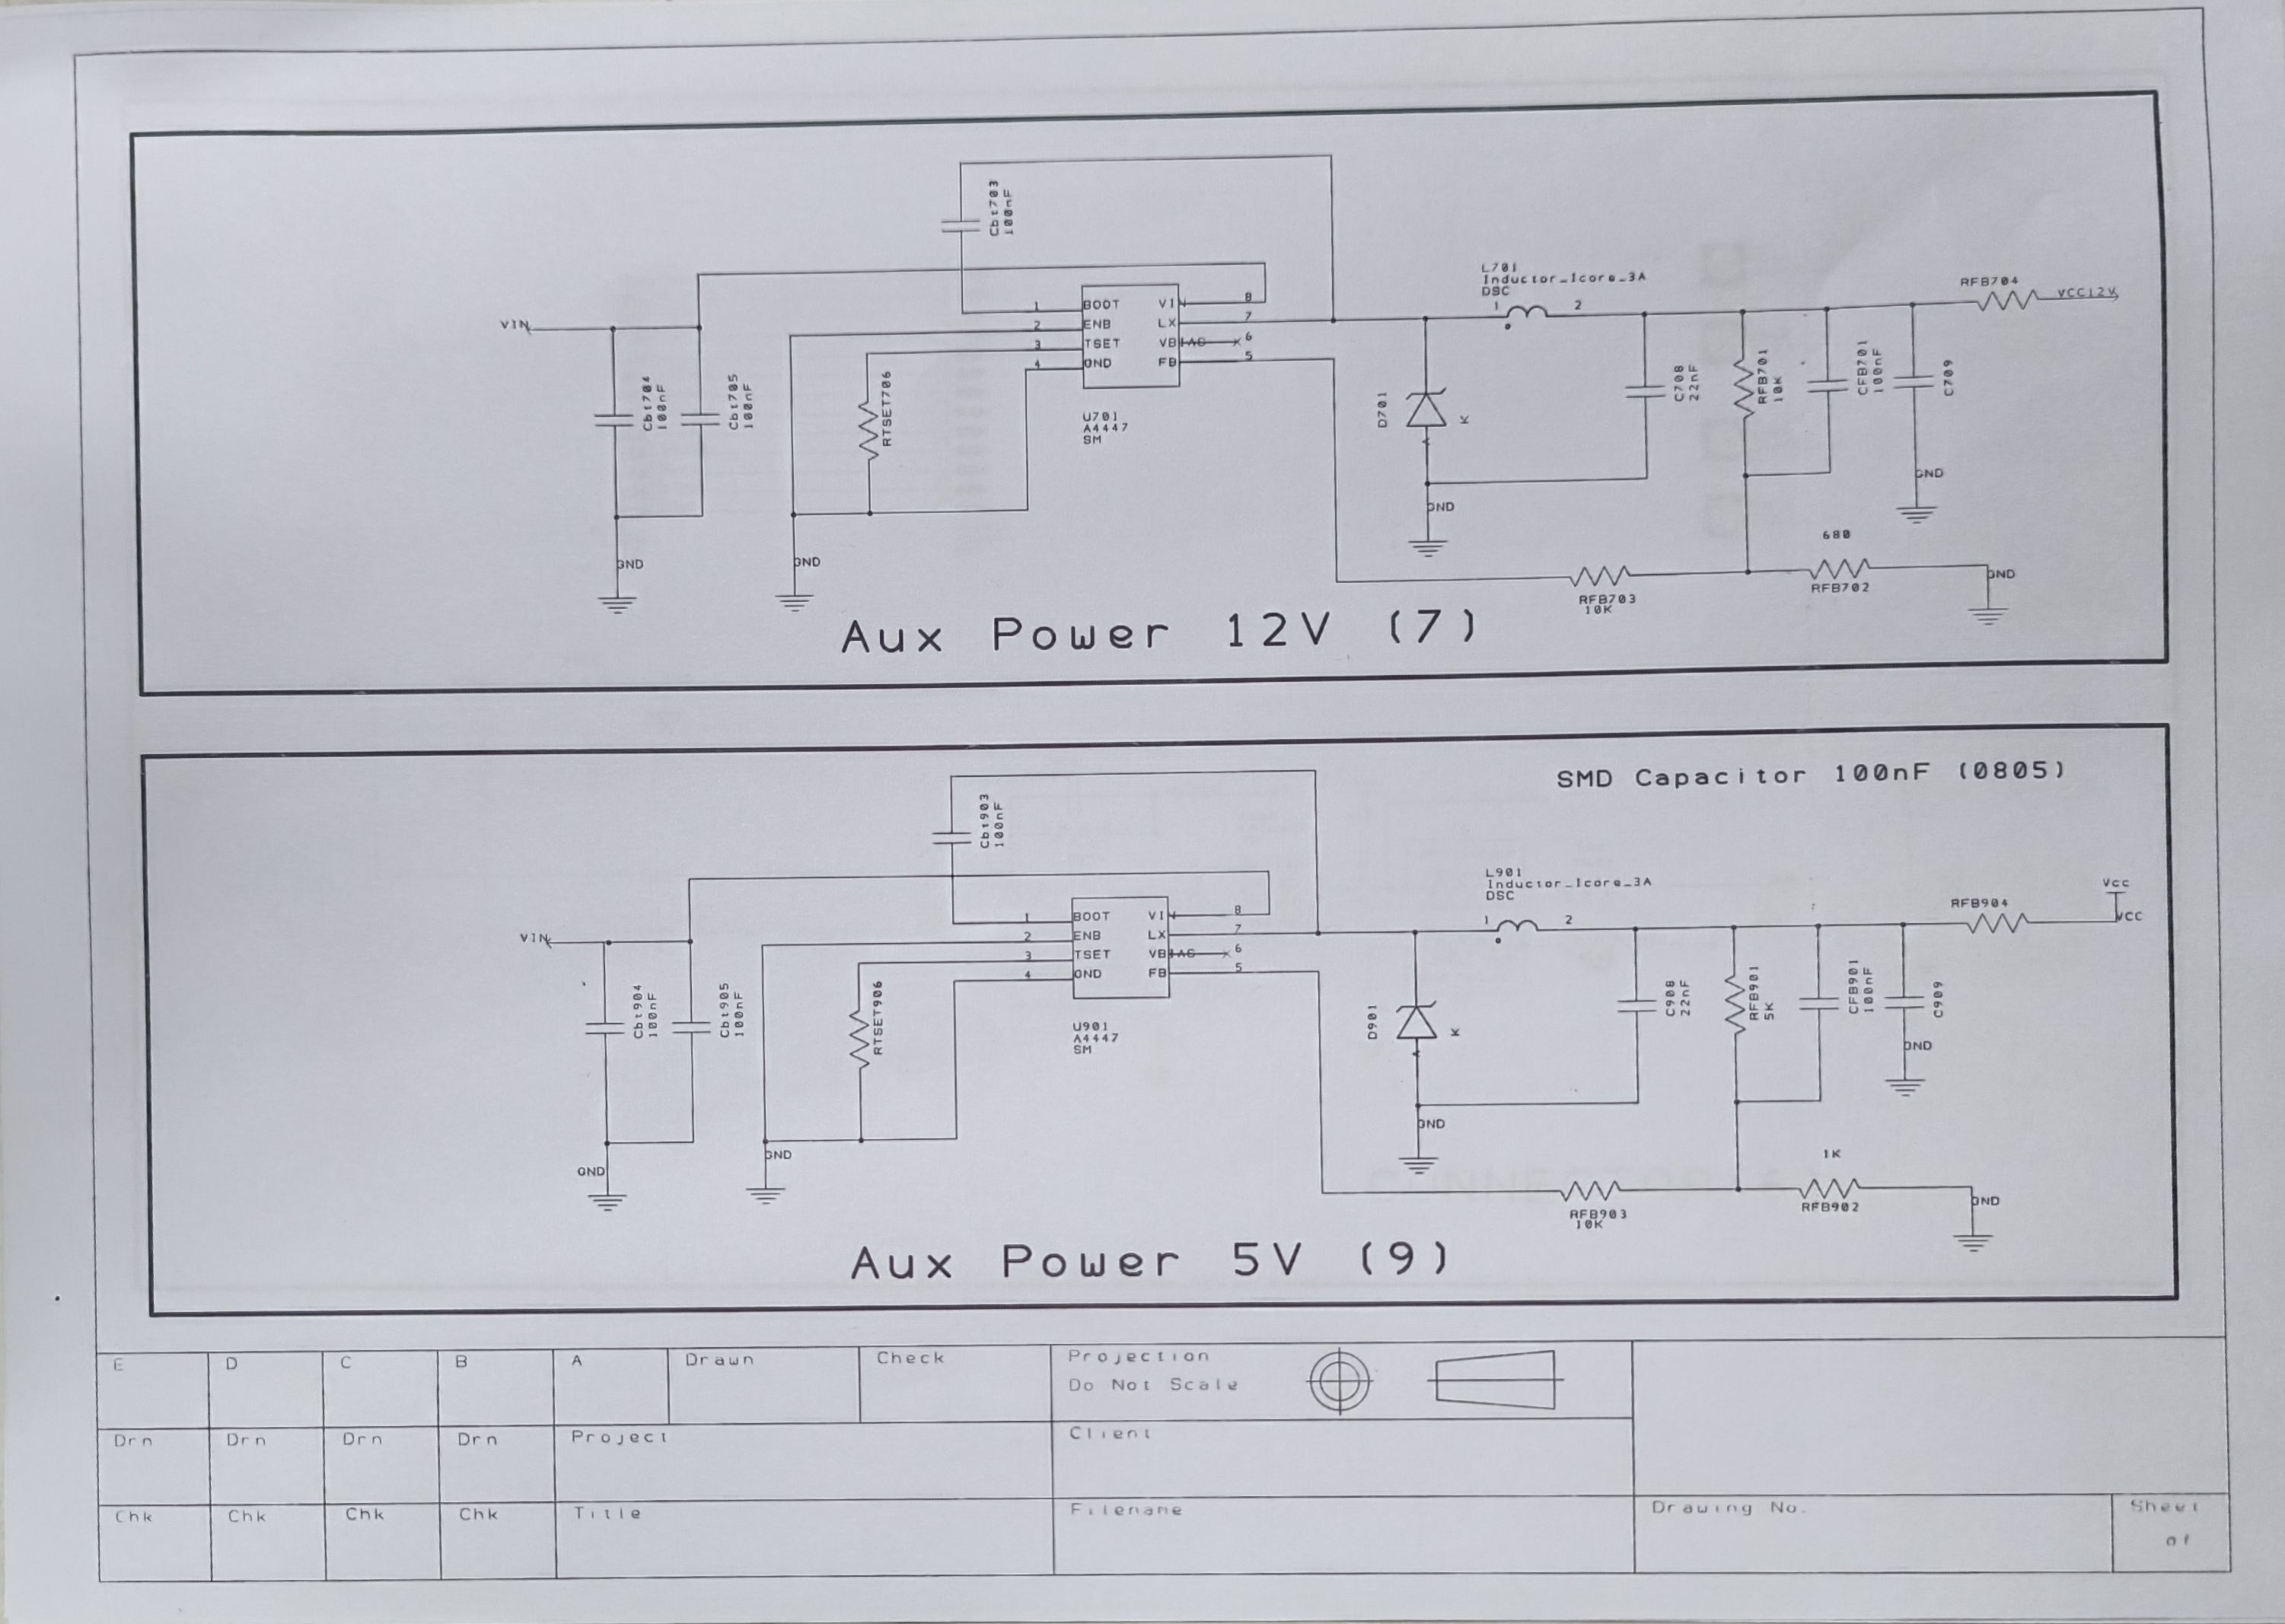 Cbt703
100nF
L701
Inductor_Icore_3A
DSC
1 2
RFB704
VCC12V
VIN
1 BOOT VIN 8
2 ENB LX 7
3 TSET VBIAS 6
4 GND FB 5
U701
A4447
SM
Cbt704
100nF
Cbt705
100nF
RTSET706
D701
K
C708
22nF
RFB701
10K
CFB701
100nF
C709
GND
GND
GND
GND
680
RFB702
GND
RFB703
10K
Aux Power 12V (7)
SMD Capacitor 100nF (0805)
Cbt903
100nF
L901
Inductor_Icore_3A
DSC
1 2
RFB904
Vcc
VCC
VIN
1 BOOT VIN 8
2 ENB LX 7
3 TSET VBIAS 6
4 GND FB 5
U901
A4447
SM
Cbt904
100nF
Cbt905
100nF
RTSET906
D901
K
C908
22nF
RFB901
5K
CFB901
100nF
C909
GND
GND
GND
GND
1K
RFB902
GND
RFB903
10K
Aux Power 5V (9)
E D C B A Drawn Check
Projection
Do Not Scale
Drn Drn Drn Drn Project Client
Chk Chk Chk Chk Title Filename Drawing No. Sheet
of